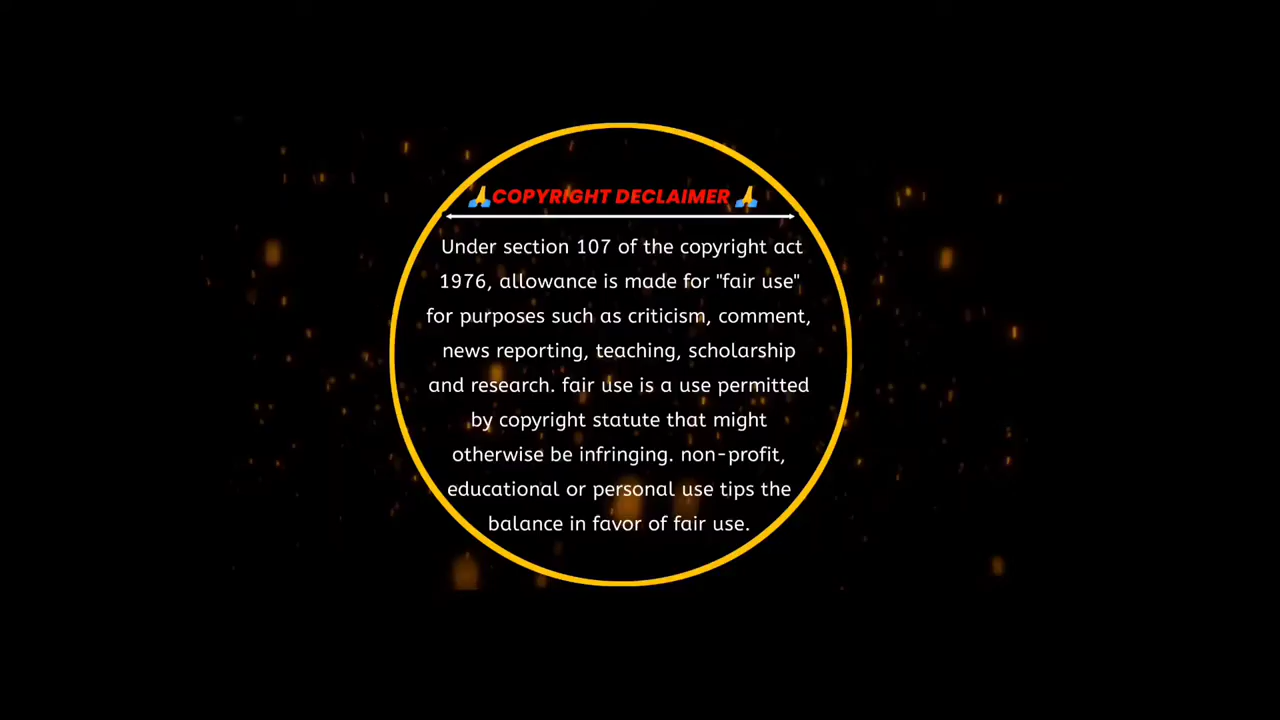 🙏COPYRIGHT DECLAIMER 🙏
Under section 107 of the copyright act
1976, allowance is made for "fair use"
for purposes such as criticism, comment,
news reporting, teaching, scholarship
and research. fair use is a use permitted
by copyright statute that might
otherwise be infringing. non-profit,
educational or personal use tips the
balance in favor of fair use.